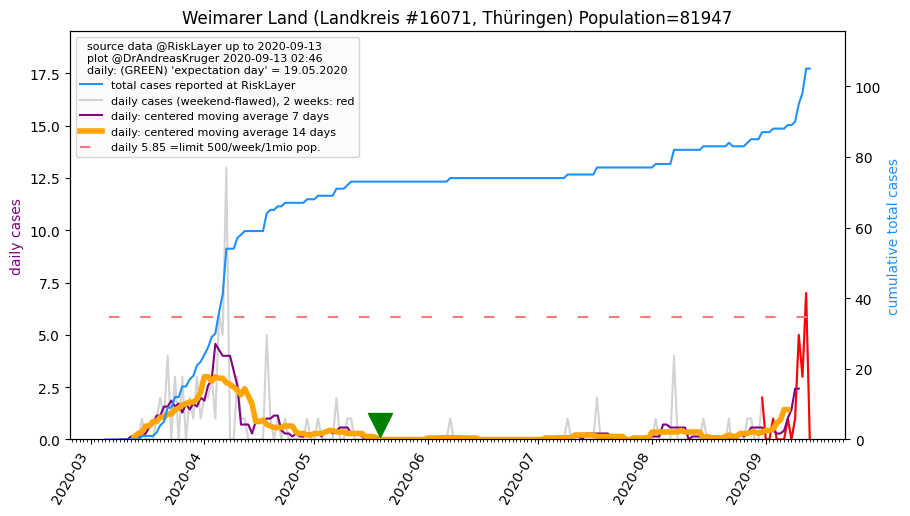 Weimarer Land (Landkreis #16071, Thüringen) Population=81947
source data @RiskLayer up to 2020-09-13
plot @DrAndreasKruger 2020-09-13 02:46
daily: (GREEN) 'expectation day' = 19.05.2020
total cases reported at RiskLayer
daily cases (weekend-flawed), 2 weeks: red
daily: centered moving average 7 days
daily: centered moving average 14 days
daily 5.85 =limit 500/week/1mio pop.
daily cases
17.5
15.0
12.5
10.0
7.5
5.0
2.5
0.0
cumulative total cases
100
80
60
40
20
0
2020-03
2020-04
2020-05
2020-06
2020-07
2020-08
2020-09